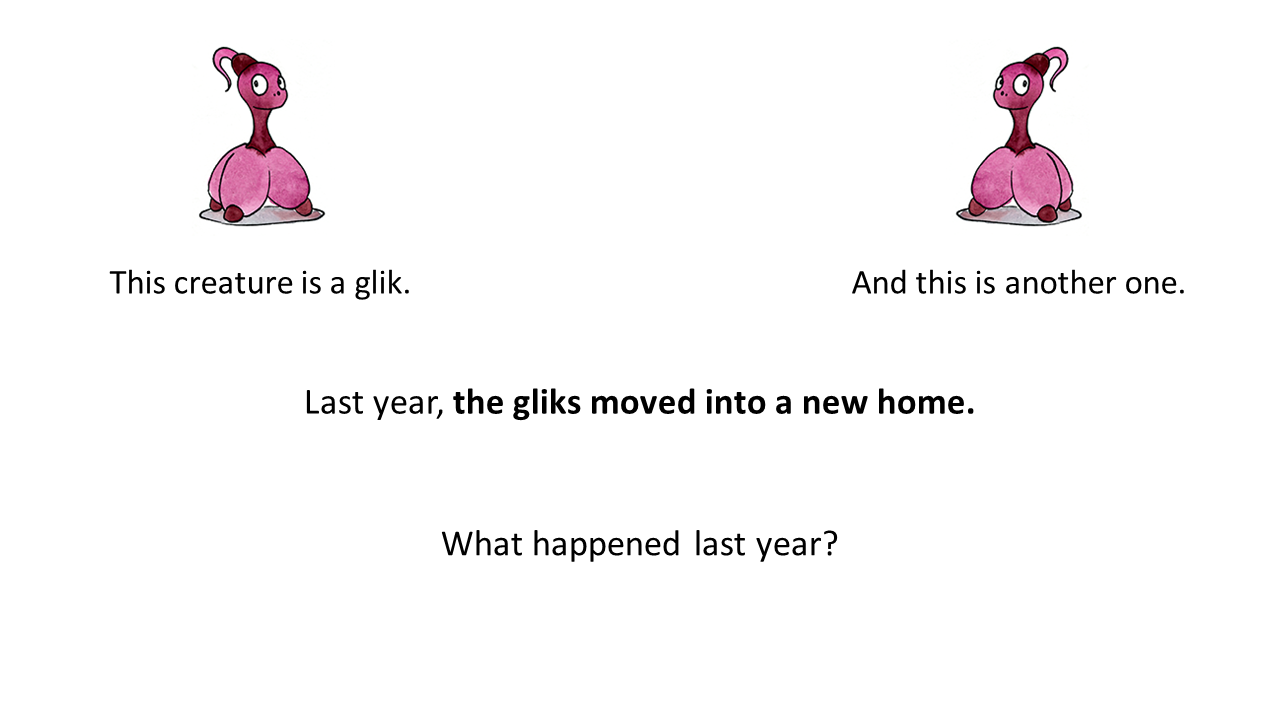 This creature is a glik.
And this is another one.
Last year, the gliks moved into a new home.
What happened last year?